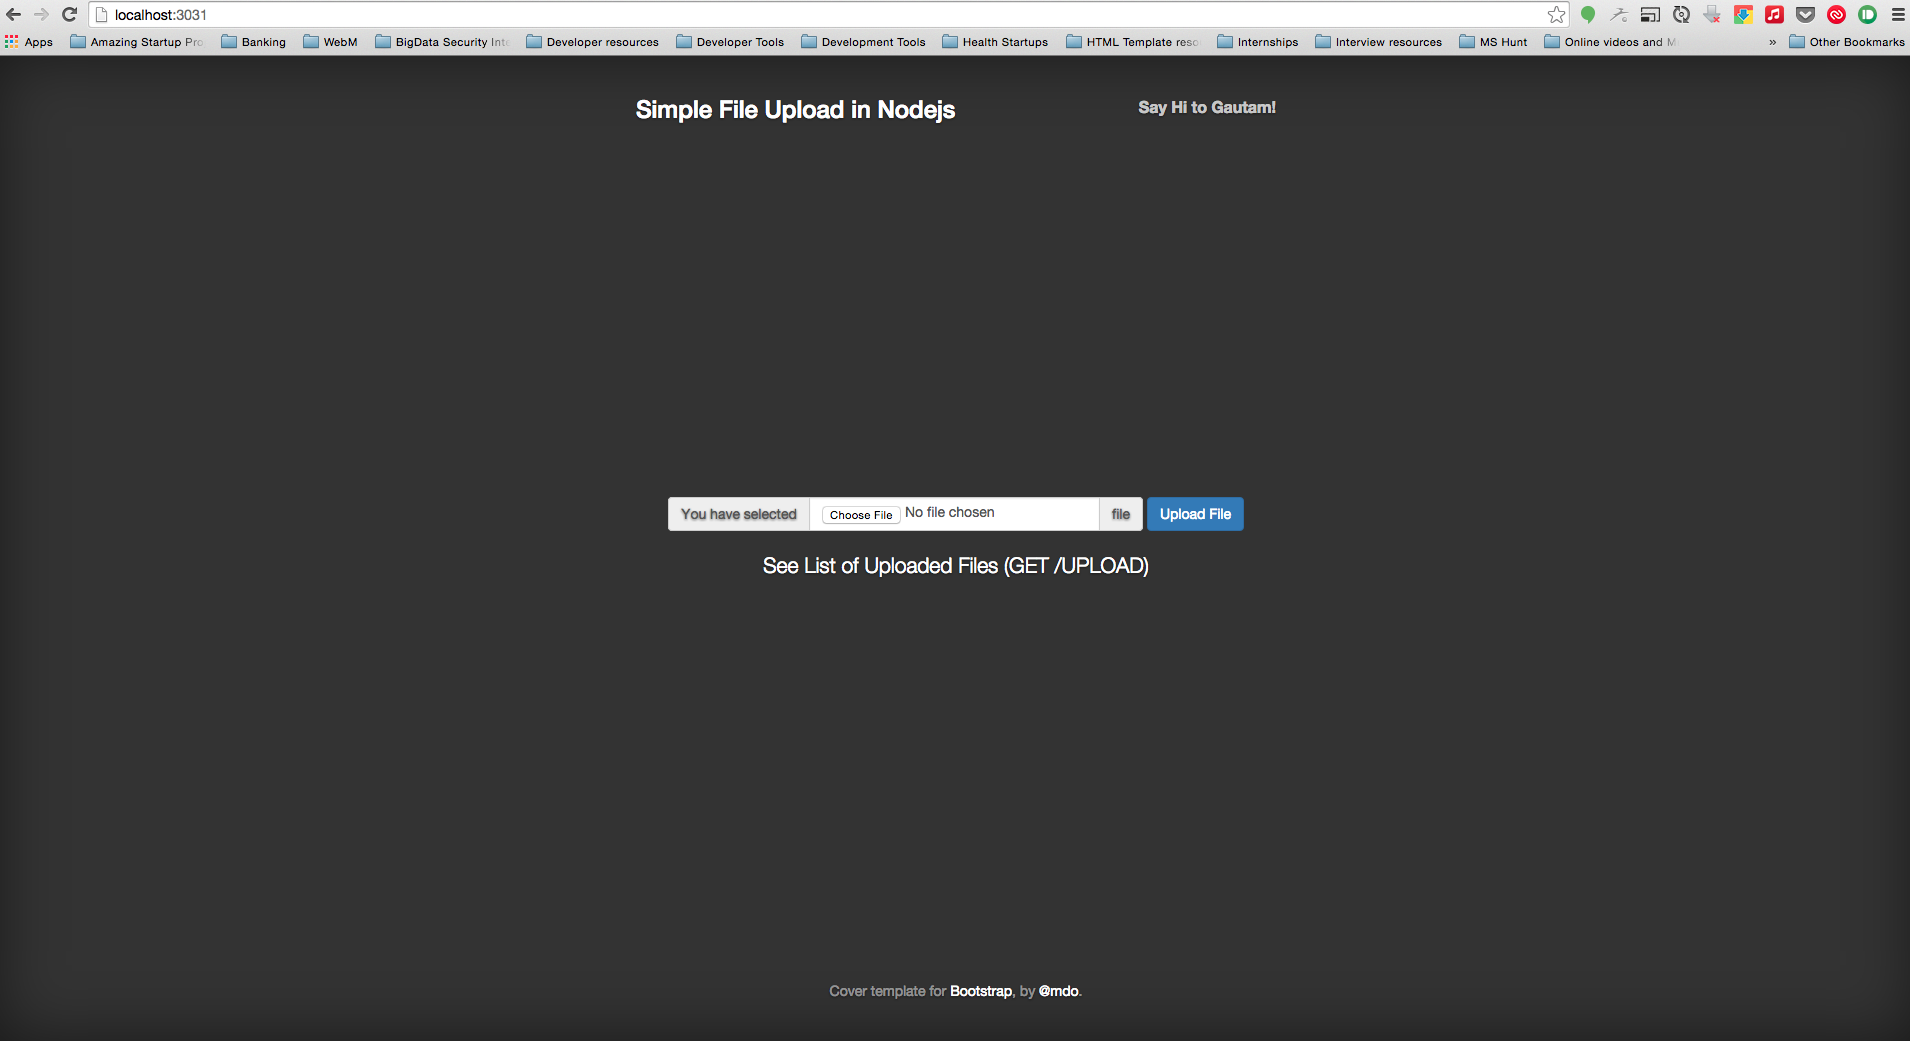 localhost:3031
Apps Amazing Startup Pro Banking WebM BigData Security Inte Developer resources Developer Tools Development Tools Health Startups HTML Template reso Internships Interview resources MS Hunt Online videos and M » Other Bookmarks
Simple File Upload in Nodejs Say Hi to Gautam!
You have selected Choose File No file chosen file Upload File
See List of Uploaded Files (GET /UPLOAD)
Cover template for Bootstrap, by @mdo.